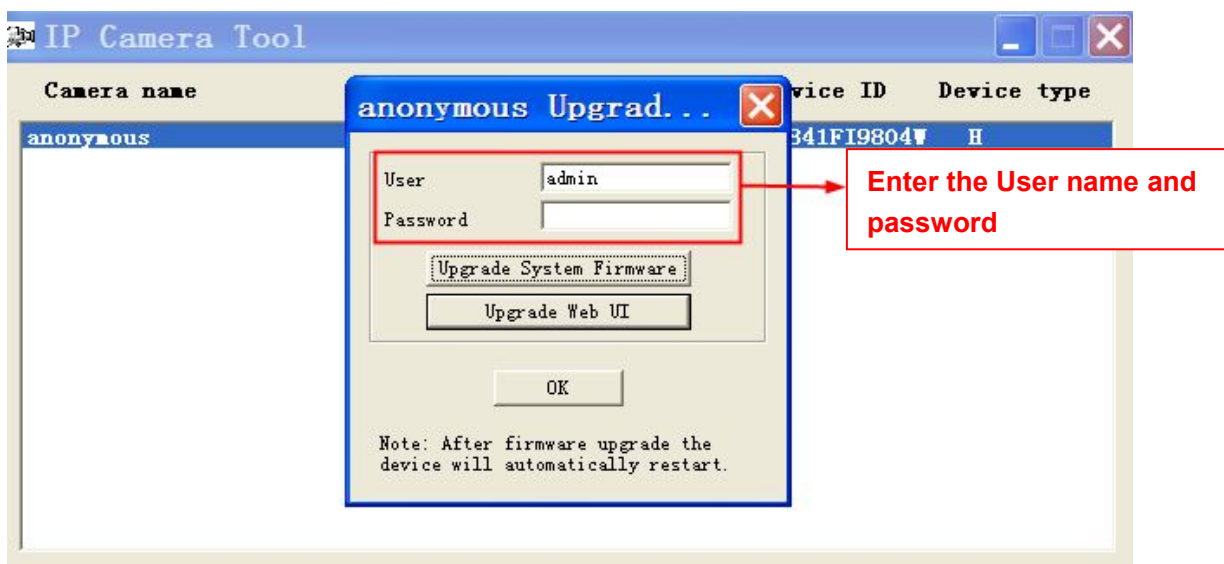 IP Camera Tool
Camera name
vice ID
Device type
anonymous
341FI9804W
H
anonymous Upgrad...
User
admin
Password
Upgrade System Firmware
Upgrade Web UI
OK
Note: After firmware upgrade the
device will automatically restart.
Enter the User name and
password